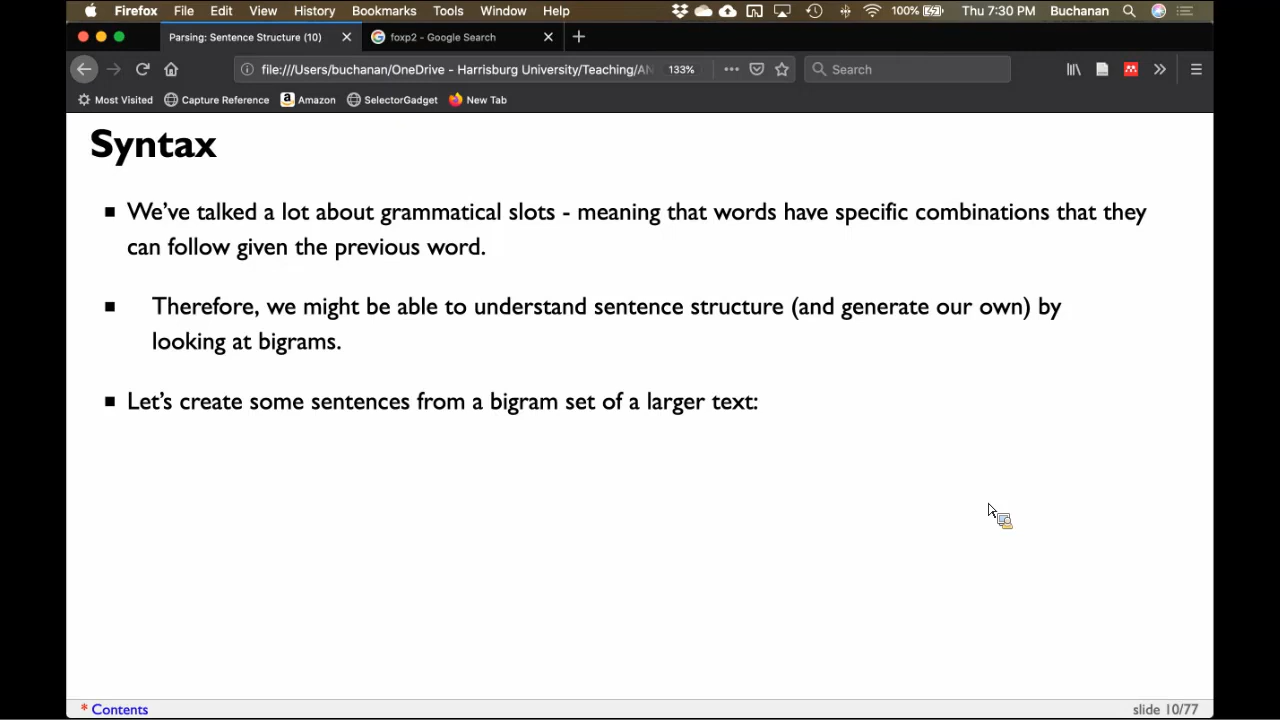 Firefox File Edit View History Bookmarks Tools Window Help 100% Thu 7:30 PM Buchanan
Parsing: Sentence Structure (10) foxp2 - Google Search
file:///Users/buchanan/OneDrive - Harrisburg University/Teaching/AN 133% Search
Most Visited Capture Reference Amazon SelectorGadget New Tab
Syntax
▪ We've talked a lot about grammatical slots - meaning that words have specific combinations that they
can follow given the previous word.
▪ Therefore, we might be able to understand sentence structure (and generate our own) by
looking at bigrams.
▪ Let's create some sentences from a bigram set of a larger text:
* Contents slide 10/77